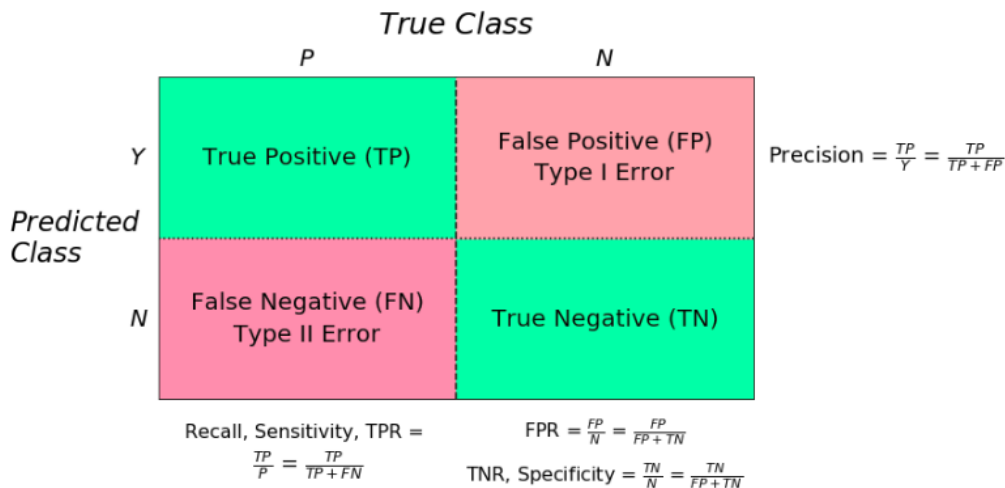 True Class
P
N
Y
True Positive (TP)
False Positive (FP)
Type I Error
Precision = TP/Y = TP/TP+FP
Predicted
Class
N
False Negative (FN)
Type II Error
True Negative (TN)
Recall, Sensitivity, TPR =
TP/P = TP/TP+FN
FPR = FP/N = FP/FP+TN
TNR, Specificity = TN/N = TN/FP+TN